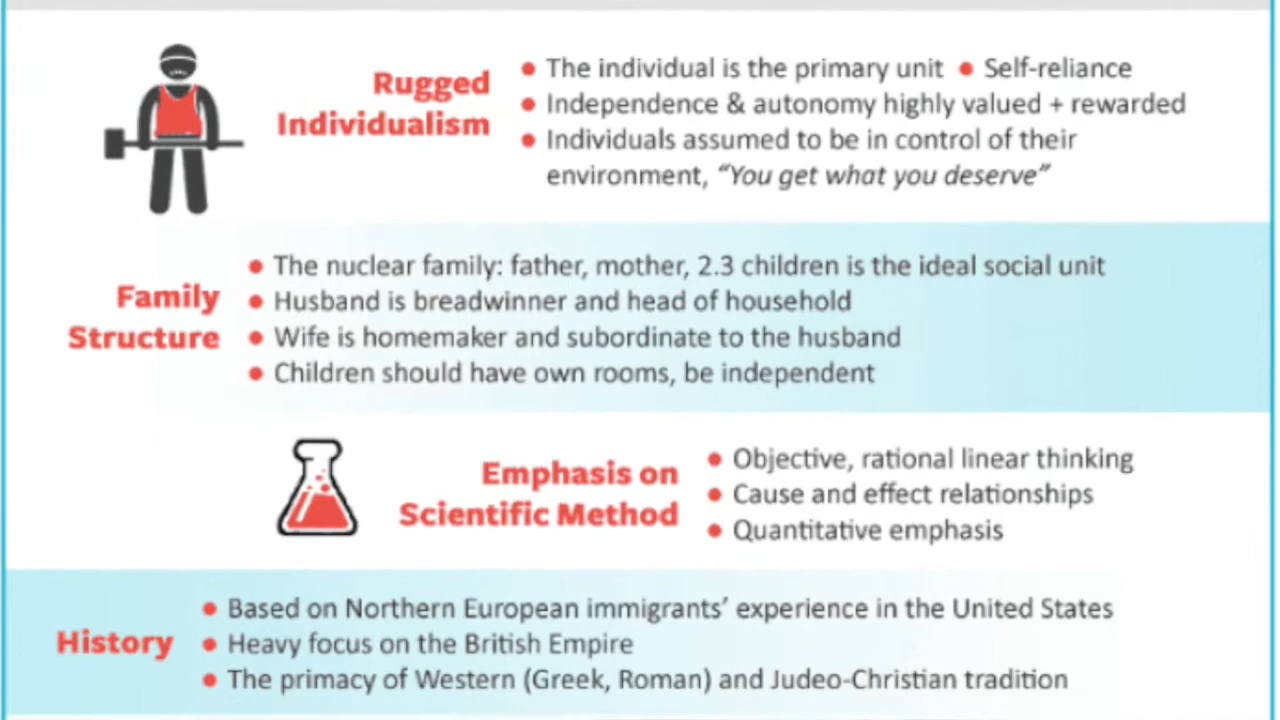 Rugged
Individualism
● The individual is the primary unit ● Self-reliance
● Independence & autonomy highly valued + rewarded
● Individuals assumed to be in control of their
environment, “You get what you deserve”
Family
Structure
● The nuclear family: father, mother, 2.3 children is the ideal social unit
● Husband is breadwinner and head of household
● Wife is homemaker and subordinate to the husband
● Children should have own rooms, be independent
Emphasis on
Scientific Method
● Objective, rational linear thinking
● Cause and effect relationships
● Quantitative emphasis
History
● Based on Northern European immigrants’ experience in the United States
● Heavy focus on the British Empire
● The primacy of Western (Greek, Roman) and Judeo-Christian tradition